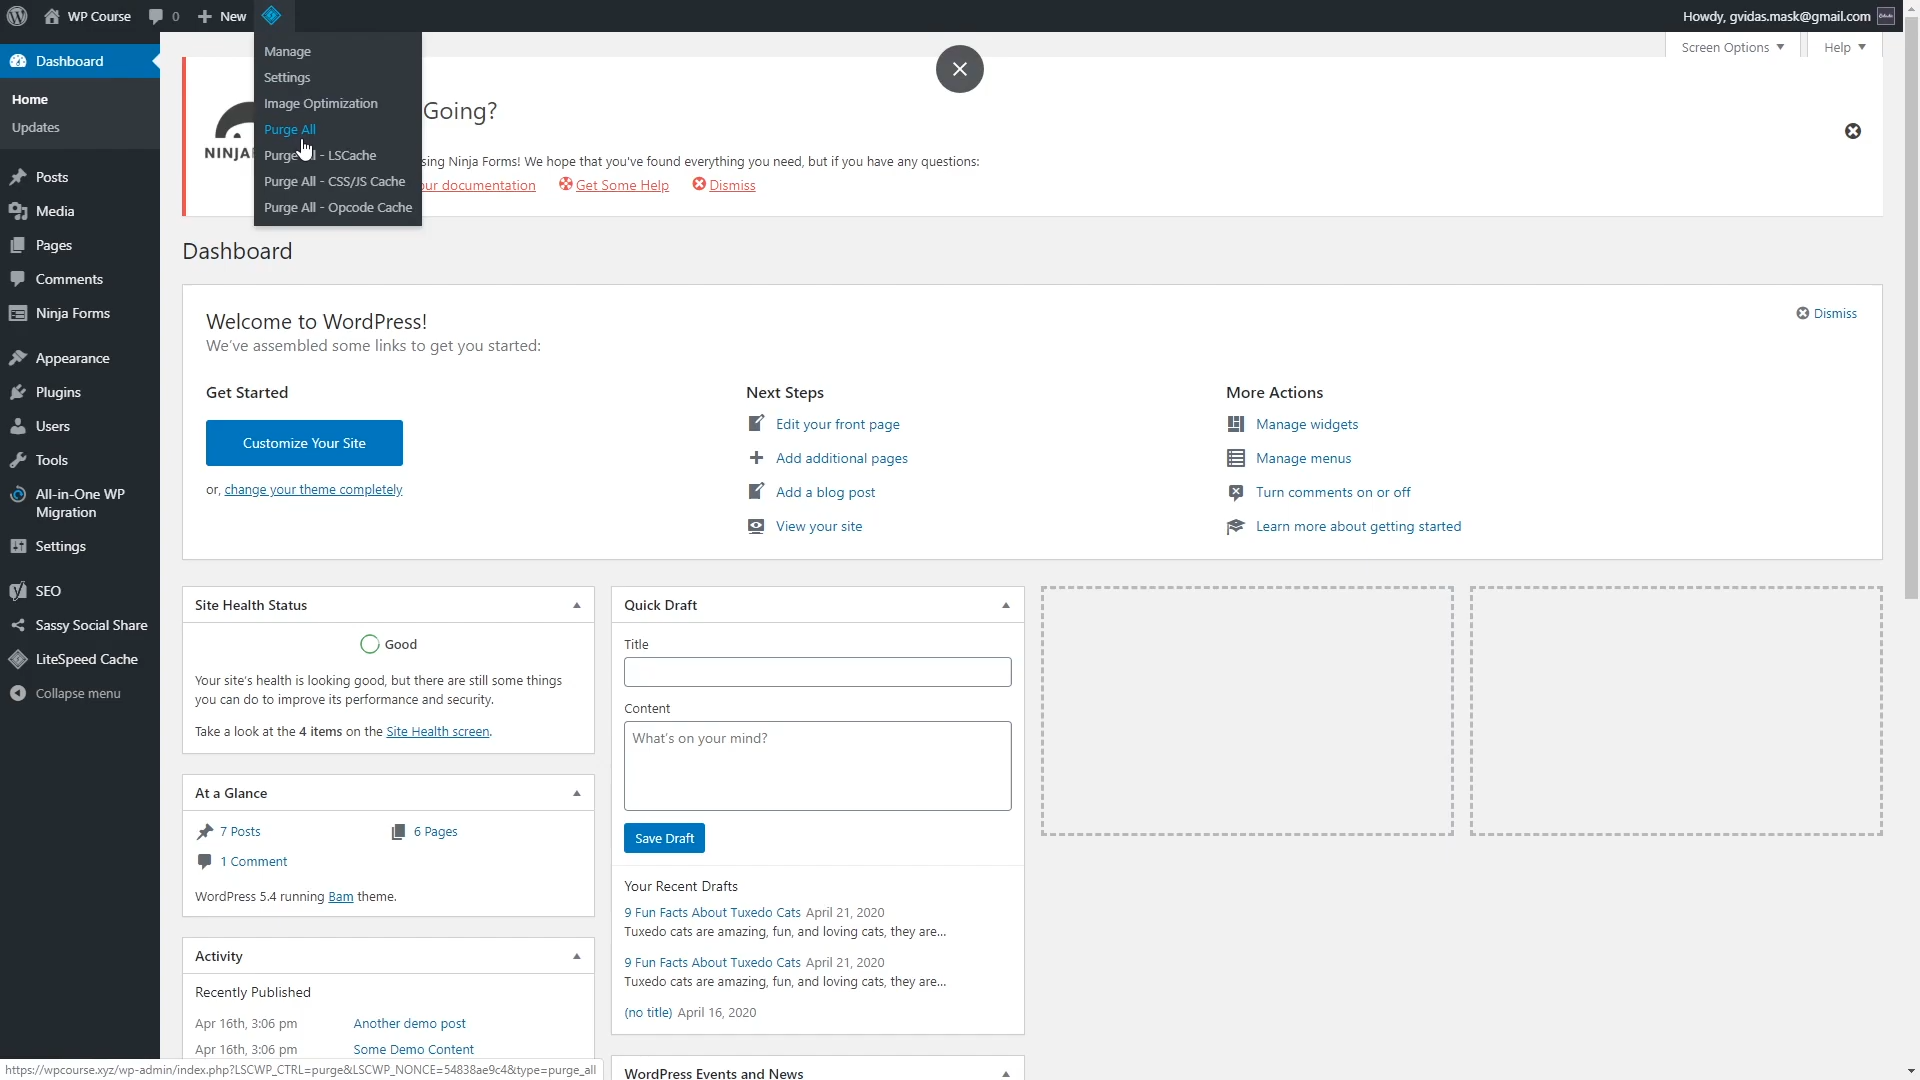 WP Course
0
New
Howdy, gvidas.mask@gmail.com
Screen Options
Help
Manage
Settings
Image Optimization
Purge All
Purge All - LSCache
Purge All - CSS/JS Cache
Purge All - Opcode Cache
Going?
sing Ninja Forms! We hope that you've found everything you need, but if you have any questions:
our documentation
Get Some Help
Dismiss
NINJA
Dashboard
Home
Updates
Posts
Media
Pages
Comments
Ninja Forms
Appearance
Plugins
Users
Tools
All-in-One WP
Migration
Settings
SEO
Sassy Social Share
LiteSpeed Cache
Collapse menu
Dashboard
Welcome to WordPress!
We've assembled some links to get you started:
Dismiss
Get Started
Customize Your Site
or, change your theme completely
Next Steps
Edit your front page
Add additional pages
Add a blog post
View your site
More Actions
Manage widgets
Manage menus
Turn comments on or off
Learn more about getting started
Site Health Status
Good
Your site's health is looking good, but there are still some things
you can do to improve its performance and security.
Take a look at the 4 items on the Site Health screen.
At a Glance
7 Posts
6 Pages
1 Comment
WordPress 5.4 running Bam theme.
Activity
Recently Published
Apr 16th, 3:06 pm
Another demo post
Apr 16th, 3:06 pm
Some Demo Content
Quick Draft
Title
Content
What's on your mind?
Save Draft
Your Recent Drafts
9 Fun Facts About Tuxedo Cats April 21, 2020
Tuxedo cats are amazing, fun, and loving cats, they are...
9 Fun Facts About Tuxedo Cats April 21, 2020
Tuxedo cats are amazing, fun, and loving cats, they are...
(no title) April 16, 2020
WordPress Events and News
https://wpcourse.xyz/wp-admin/index.php?LSCWP_CTRL=purge&LSCWP_NONCE=54838ae9c4&type=purge_all